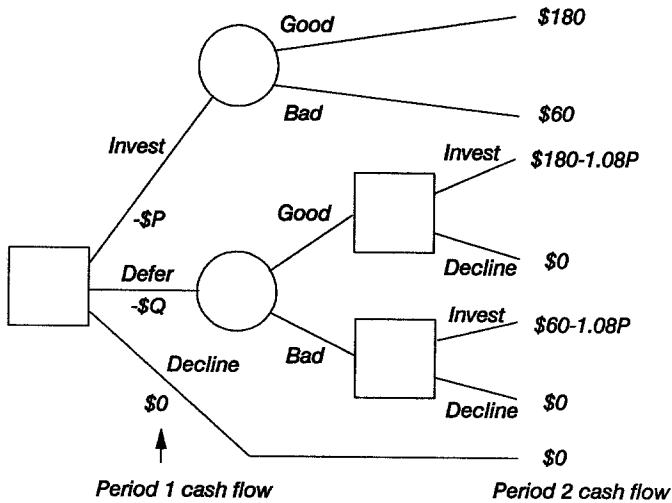 Good
$180
Bad
$60
Invest
-$P
Invest
$180-1.08P
Good
Decline
$0
Defer
-$Q
Invest
$60-1.08P
Bad
Decline
$0
Decline
$0
$0
Period 1 cash flow
Period 2 cash flow